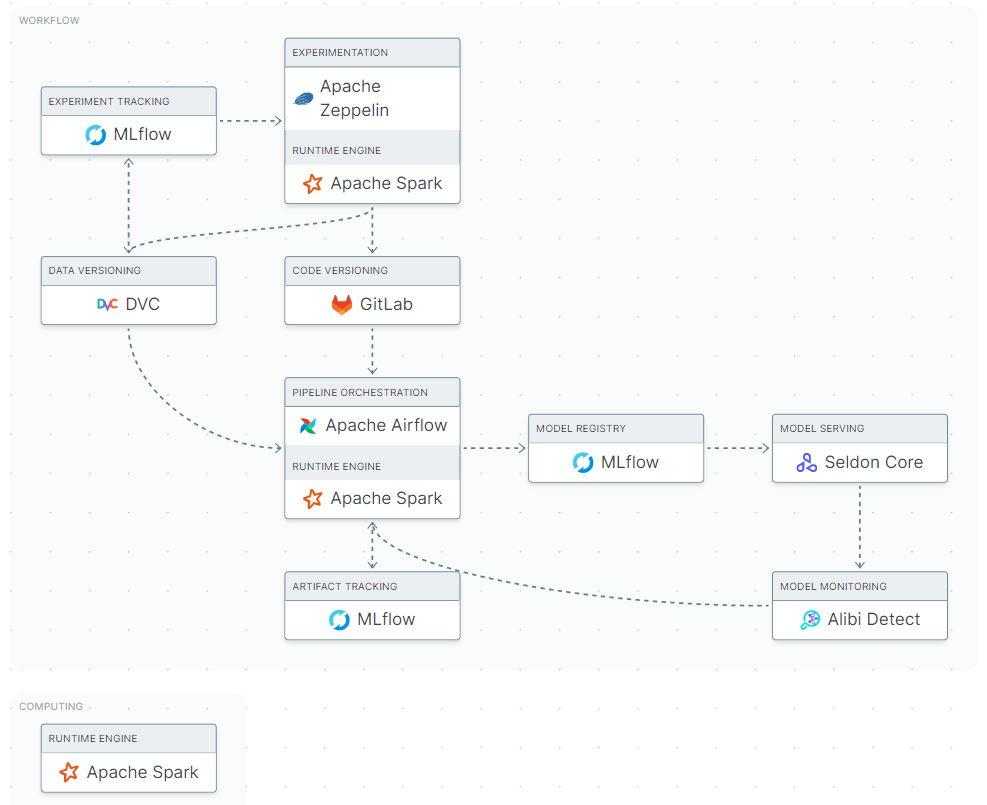 WORKFLOW
EXPERIMENTATION
Apache
Zeppelin
RUNTIME ENGINE
Apache Spark
EXPERIMENT TRACKING
MLflow
DATA VERSIONING
DVC DVC
CODE VERSIONING
GitLab
PIPELINE ORCHESTRATION
Apache Airflow
RUNTIME ENGINE
Apache Spark
MODEL REGISTRY
MLflow
MODEL SERVING
Seldon Core
ARTIFACT TRACKING
MLflow
MODEL MONITORING
Alibi Detect
COMPUTING
RUNTIME ENGINE
Apache Spark